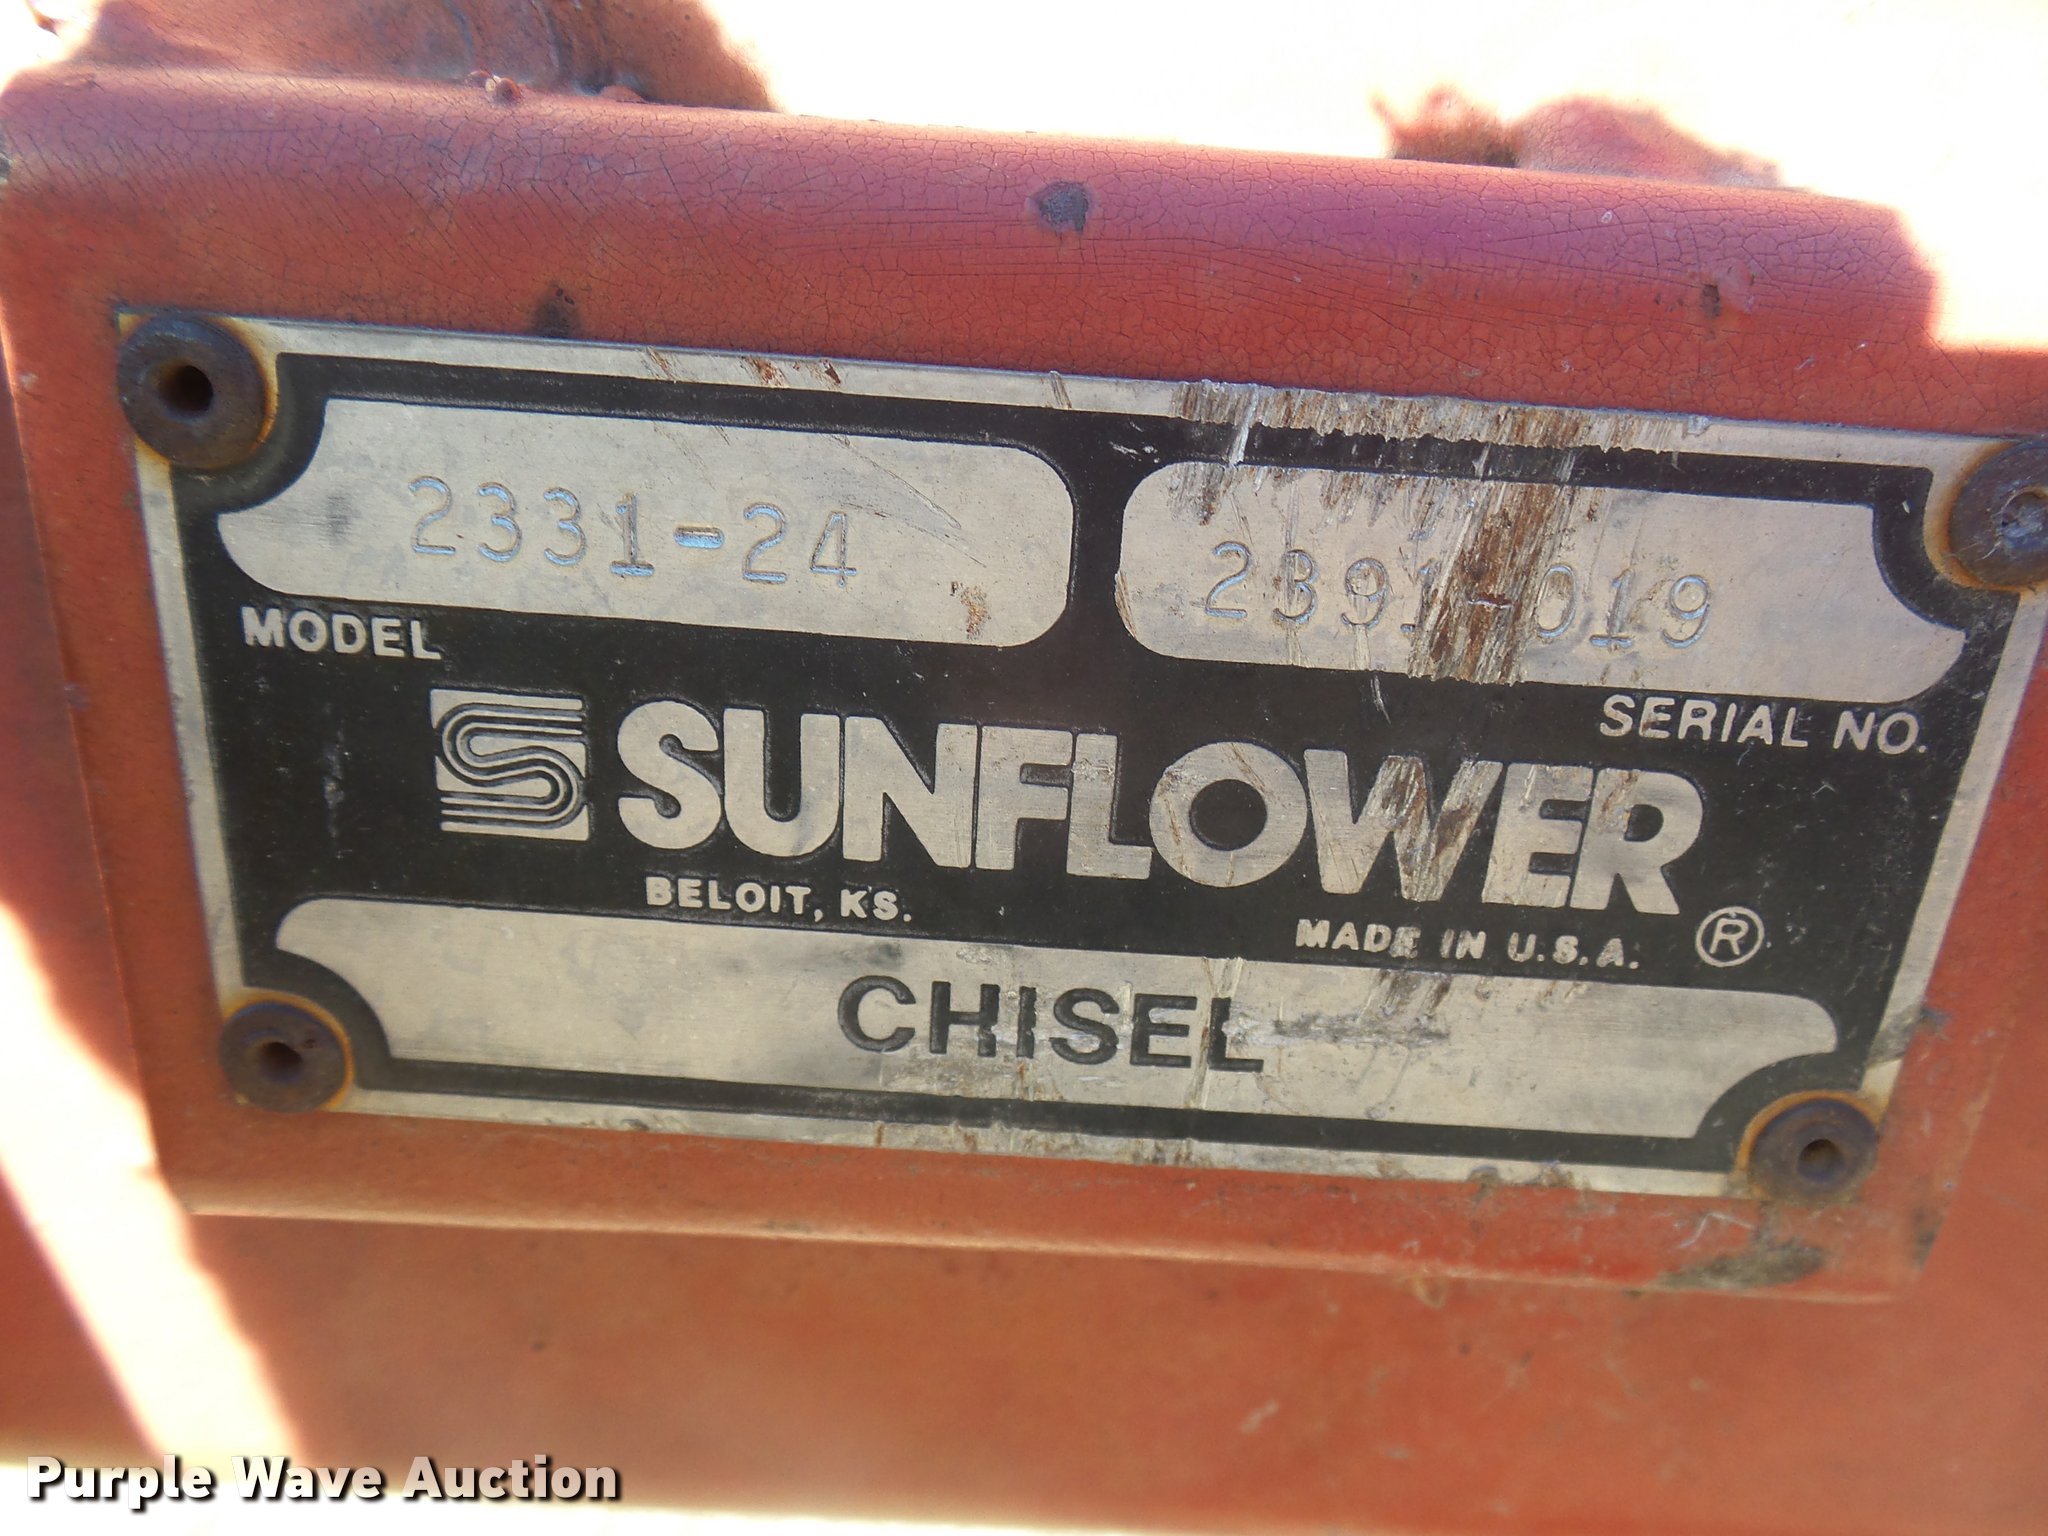 2331-24
2391-019
MODEL
SERIAL NO.
SUNFLOWER
BELOIT, KS.
MADE IN U.S.A. ®
CHISEL
Purple Wave Auction